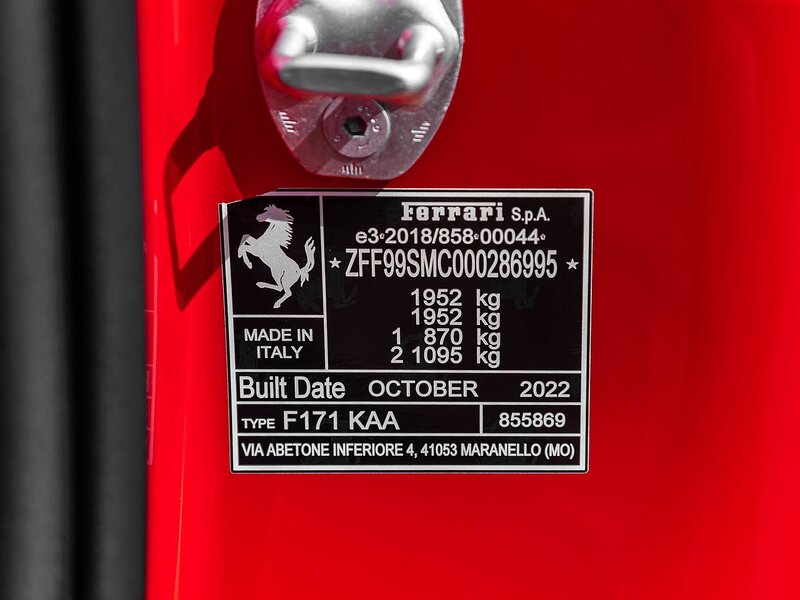 Ferrari S.p.A.
e3*2018/858*00044*
★ZFF99SMC000286995★
1952 kg
1952 kg
1 870 kg
2 1095 kg
MADE IN
ITALY
Built Date OCTOBER 2022
TYPE F171 KAA 855869
VIA ABETONE INFERIORE 4, 41053 MARANELLO (MO)